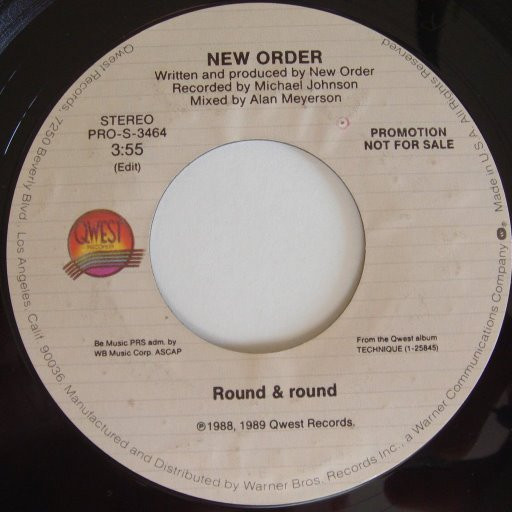 NEW ORDER
Written and produced by New Order
Recorded by Michael Johnson
Mixed by Alan Meyerson
STEREO
PRO-S-3464
3:55
(Edit)
PROMOTION
NOT FOR SALE
QWEST
RECORDS
Be Music PRS adm. by
WB Music Corp. ASCAP
From the Qwest album
TECHNIQUE (1-25845)
Round & round
℗1988, 1989 Qwest Records.
Qwest Records, 7250 Beverly Blvd., Los Angeles, Calif. 90036. Manufactured and Distributed by Warner Bros. Records Inc., a Warner Communications Company. Made in U.S.A. All Rights Reserved